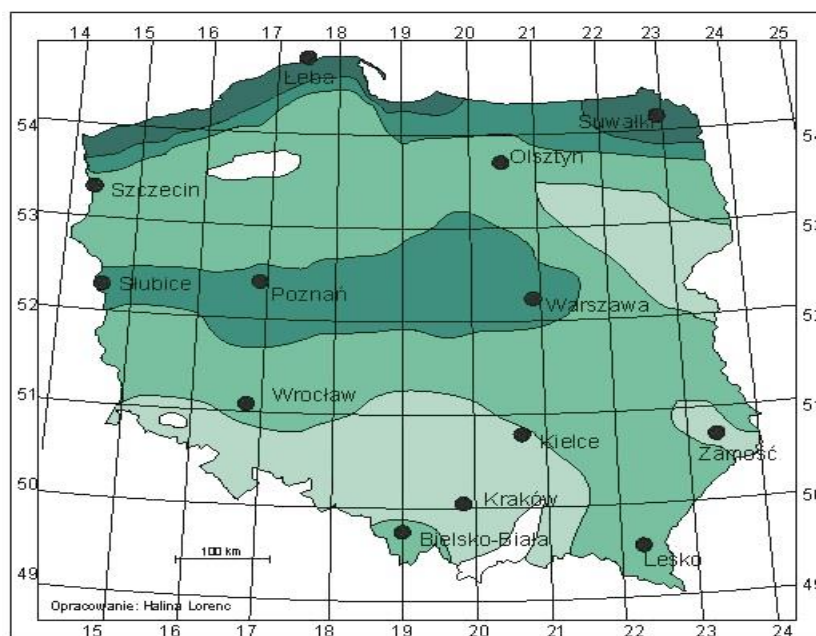 14 15 16 17 18 19 20 21 22 23 24 25
Łeba
54 Suwałki 54
Olsztyn
Szczecin
53 53
Słubice
Poznań
52 Warszawa 52
Wrocław
51 51
Kielce
Zamość
50 Kraków 50
Bielsko-Biała
100 km Lesko
49 49
Opracowanie: Halina Lorenc
15 16 17 18 19 20 21 22 23 24